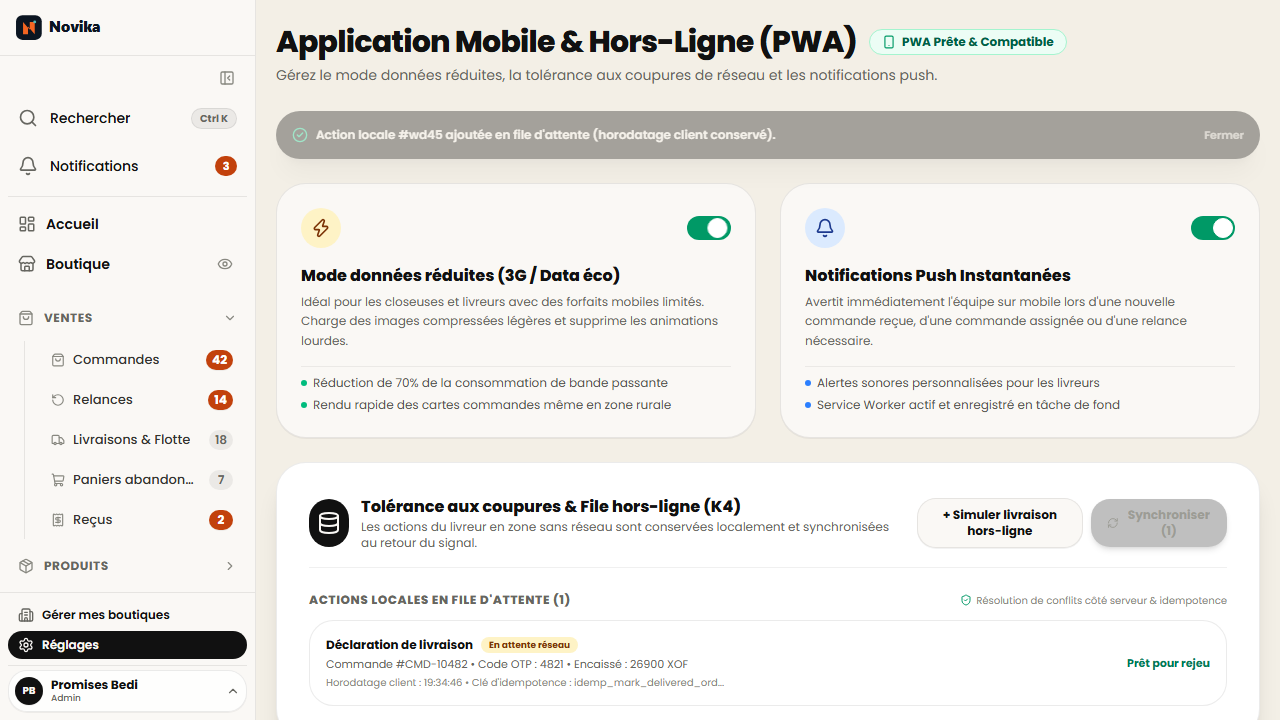 Novika
Rechercher
Ctrl K
Notifications
3
Accueil
Boutique
VENTES
Commandes
42
Relances
14
Livraisons & Flotte
18
Paniers abandon...
7
Reçus
2
PRODUITS
Gérer mes boutiques
Réglages
PB
Promises Bedi
Admin
Application Mobile & Hors-Ligne (PWA)
PWA Prête & Compatible
Gérez le mode données réduites, la tolérance aux coupures de réseau et les notifications push.
Action locale #wd45 ajoutée en file d'attente (horodatage client conservé).
Fermer
Mode données réduites (3G / Data éco)
Idéal pour les closeuses et livreurs avec des forfaits mobiles limités.
Charge des images compressées légères et supprime les animations
lourdes.
Réduction de 70% de la consommation de bande passante
Rendu rapide des cartes commandes même en zone rurale
Notifications Push Instantanées
Avertit immédiatement l'équipe sur mobile lors d'une nouvelle
commande reçue, d'une commande assignée ou d'une relance
nécessaire.
Alertes sonores personnalisées pour les livreurs
Service Worker actif et enregistré en tâche de fond
Tolérance aux coupures & File hors-ligne (K4)
Les actions du livreur en zone sans réseau sont conservées localement et synchronisées
au retour du signal.
+ Simuler livraison
hors-ligne
Synchroniser
(1)
ACTIONS LOCALES EN FILE D'ATTENTE (1)
Résolution de conflits côté serveur & idempotence
Déclaration de livraison
En attente réseau
Commande #CMD-10482 • Code OTP : 4821 • Encaissé : 26900 XOF
Horodatage client : 19:34:46 • Clé d'idempotence : idemp_mark_delivered_ord...
Prêt pour rejeu